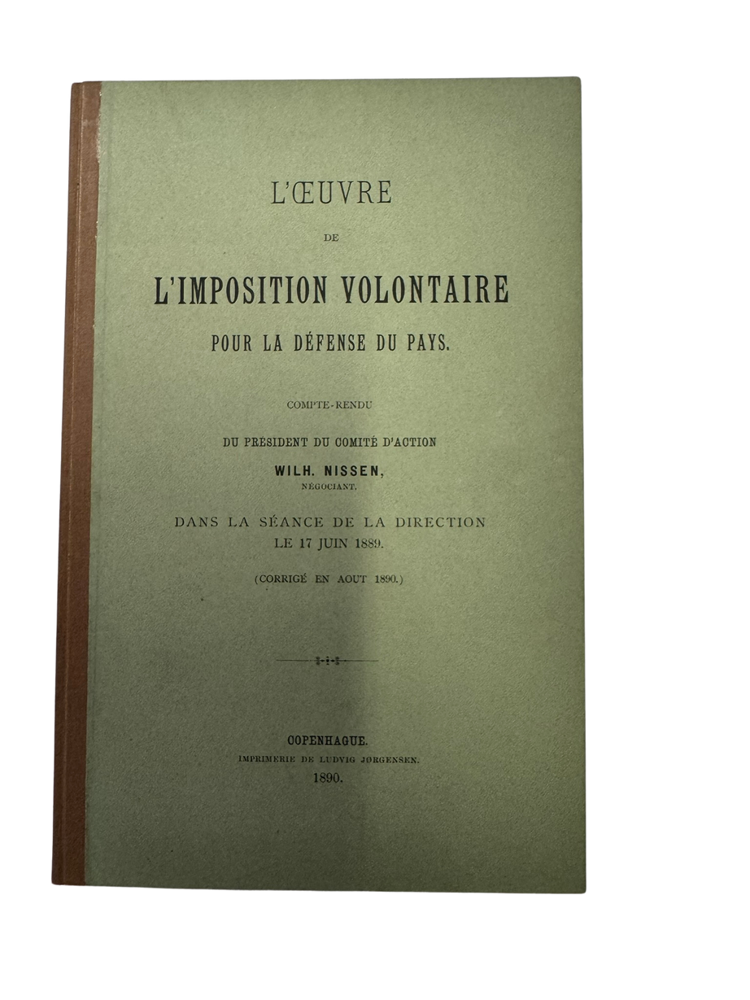 L'ŒUVRE
DE
L'IMPOSITION VOLONTAIRE
POUR LA DÉFENSE DU PAYS.
COMPTE-RENDU
DU PRÉSIDENT DU COMITÉ D'ACTION
WILH. NISSEN,
NÉGOCIANT.
DANS LA SÉANCE DE LA DIRECTION
LE 17 JUIN 1889.
(CORRIGÉ EN AOUT 1890.)
COPENHAGUE.
IMPRIMERIE DE LUDVIG JØRGENSEN.
1890.